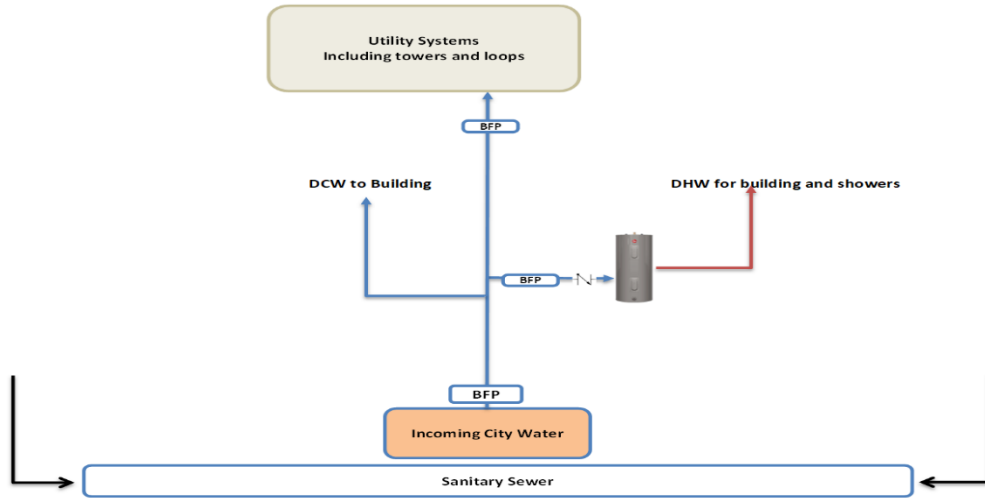 Utility Systems
Including towers and loops
BFP
DCW to Building
DHW for building and showers
BFP
BFP
Incoming City Water
Sanitary Sewer